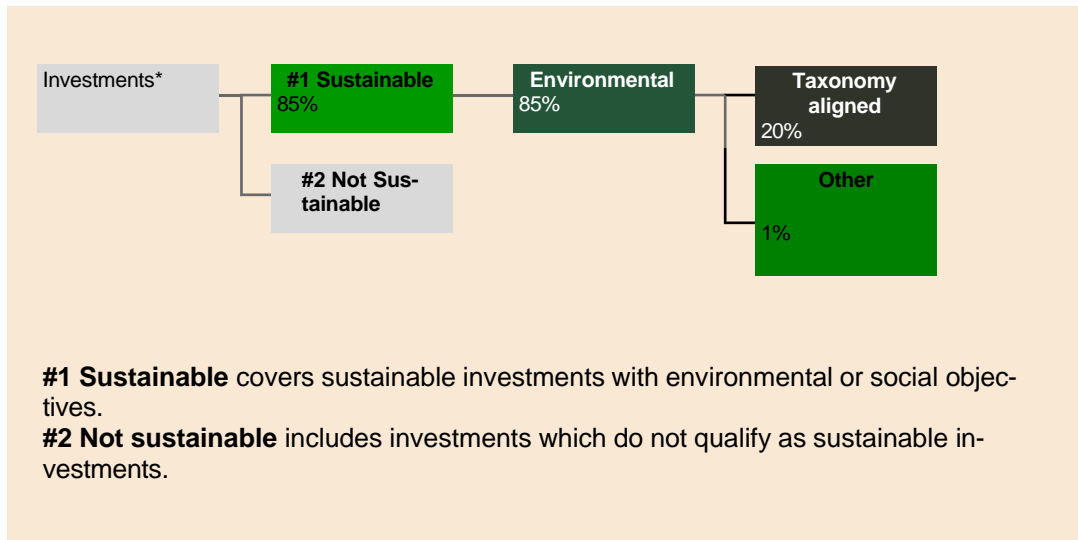 Investments*
#1 Sustainable
85%
Environmental
85%
Taxonomy
aligned
20%
#2 Not Sus-
tainable
Other
1%
#1 Sustainable covers sustainable investments with environmental or social objec-
tives.
#2 Not sustainable includes investments which do not qualify as sustainable in-
vestments.